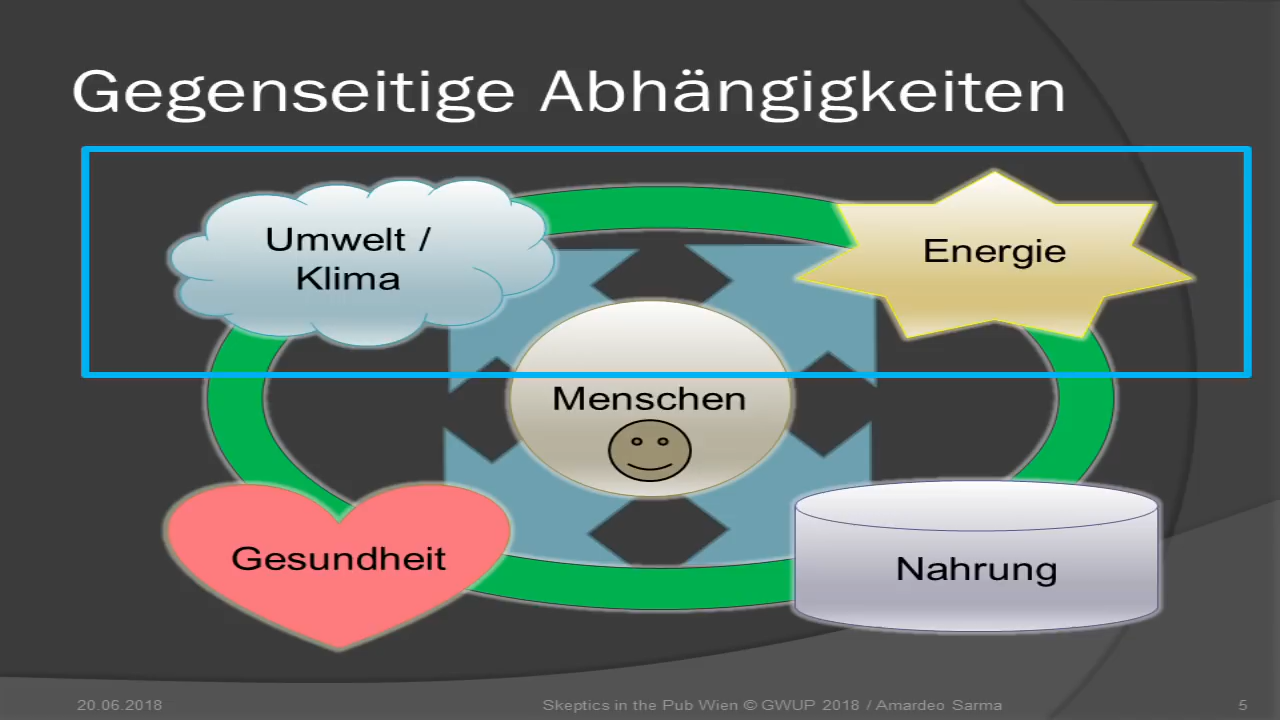 Gegenseitige Abhängigkeiten
Umwelt /
Klima
Energie
Menschen
Gesundheit
Nahrung
20.06.2018
Skeptics in the Pub Wien © GWUP 2018 / Amardeo Sarma
5